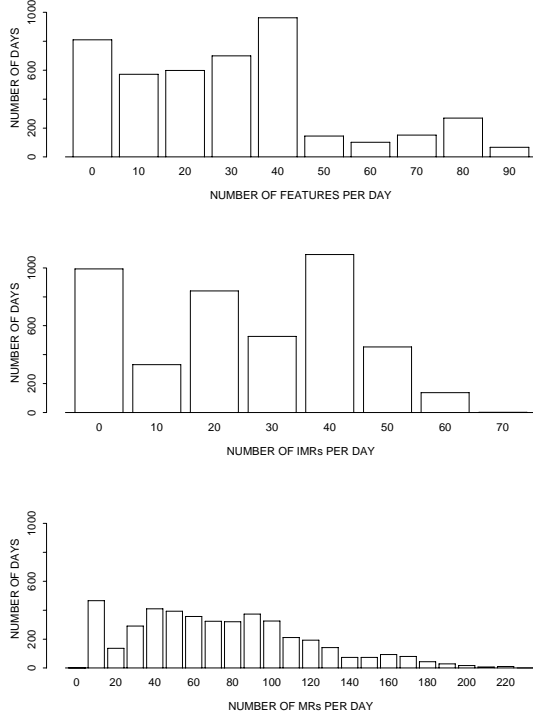 1000
600
200
0
NUMBER OF DAYS
0 10 20 30 40 50 60 70 80 90
NUMBER OF FEATURES PER DAY
1000
600
200
0
NUMBER OF DAYS
0 10 20 30 40 50 60 70
NUMBER OF IMRs PER DAY
1000
600
200
0
NUMBER OF DAYS
0 20 40 60 80 100 120 140 160 180 200 220
NUMBER OF MRs PER DAY